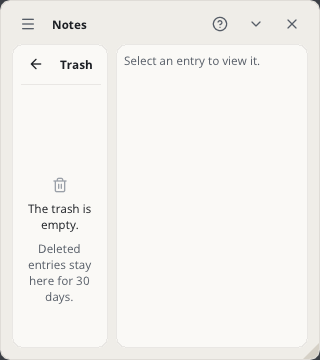 Notes
Trash
Select an entry to view it.
The trash is
empty.
Deleted
entries stay
here for 30
days.